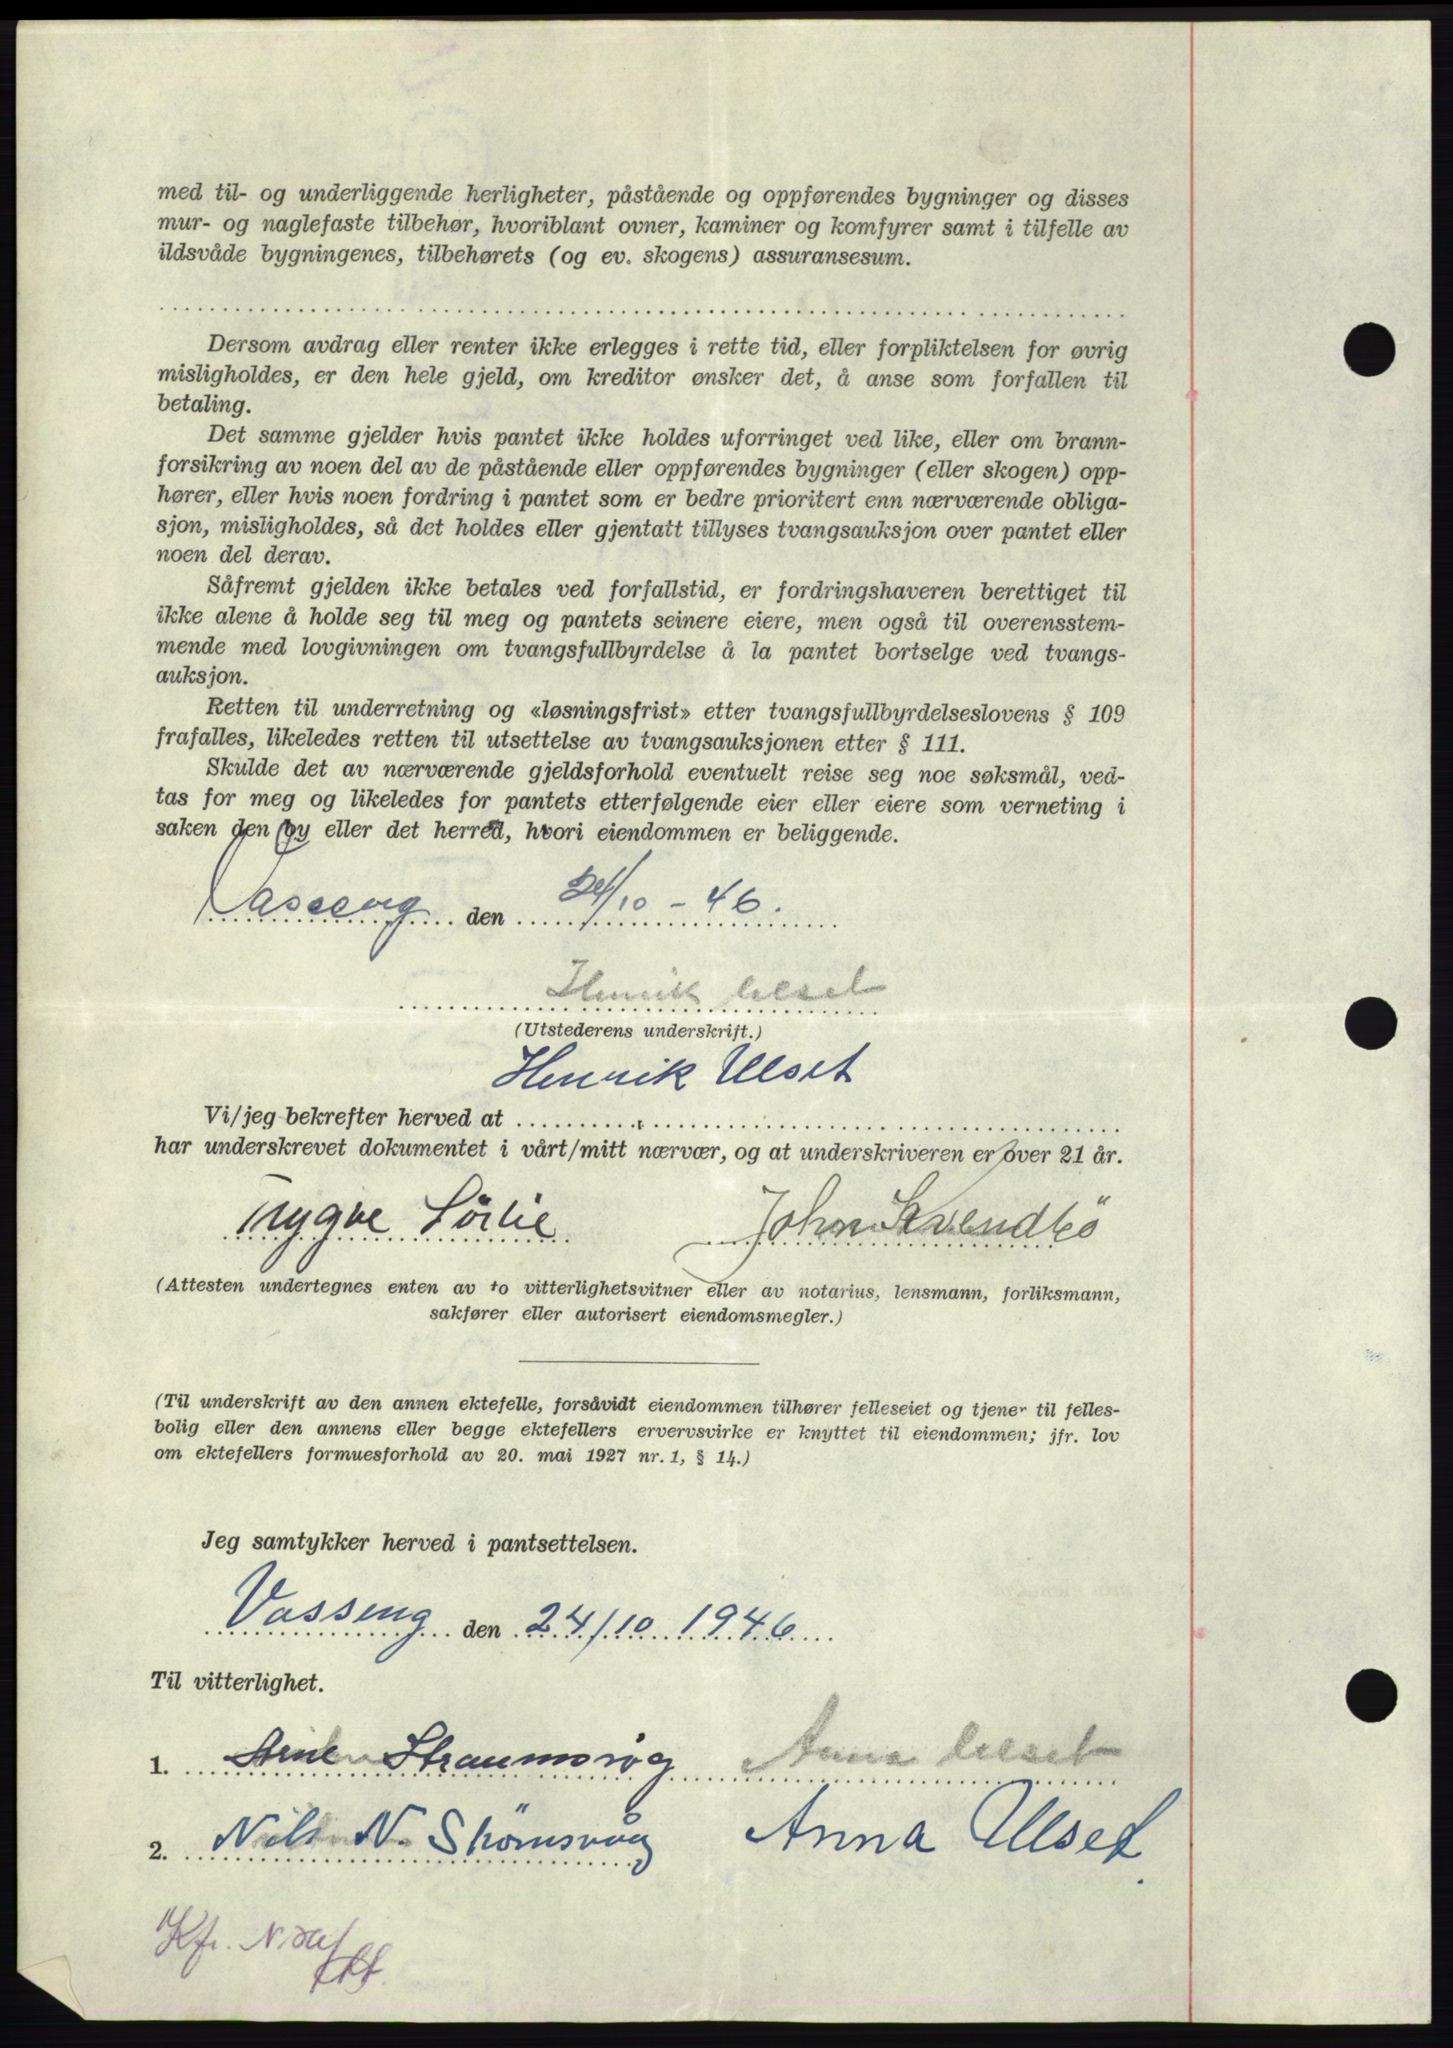 med til- og underliggende herligheter, påstående og oppførendes bygninger og disses
mur- og naglefaste tilbehør, hvoriblant ovner, kaminer og komfyrer samt i tilfelle av
ildsvåde bygningenes, tilbehørets (og ev. skogens) assuransesum.
Dersom avdrag eller renter ikke erlegges i rette tid, eller forpliktelsen for øvrig
misligholdes, er den hele gjeld, om kreditor ønsker det, å anse som forfallen til
betaling.
Det samme gjelder hvis pantet ikke holdes uforringet ved like, eller om brann-
forsikring av noen del av de påstående eller oppførendes bygninger (eller skogen) opp-
hører, eller hvis noen fordring i pantet som er bedre prioritert enn nærværende obliga-
sjon, misligholdes, så det holdes eller gjentatt tillyses tvangsauksjon over pantet eller
noen del derav.
Såfremt gjelden ikke betales ved forfallstid, er fordringshaveren berettiget til
ikke alene å holde seg til meg og pantets seinere eiere, men også til overensstem-
mende med lovgivningen om tvangsfullbyrdelse å la pantet bortselge ved tvangs-
auksjon.
Retten til underretning og «løsningsfrist» etter tvangsfullbyrdelseslovens § 109
frafalles, likeledes retten til utsettelse av tvangsauksjonen etter § 111.
Skulde det av nærværende gjeldsforhold eventuelt reise seg noe søksmål, ved-
tas for meg og likeledes for pantets etterfølgende eier eller eiere som verneting i
saken den by eller det herred, hvori eiendommen er beliggende.
Vasseng den 24/10 - 46.
Henrik Ulset
(Utstederens underskrift.)
Henrik Ulset
Vi/jeg bekrefter herved at
har underskrevet dokumentet i vårt/mitt nærvær, og at underskriveren er over 21 år.
Trygve Sörlie John Svendbö
(Attesten undertegnes enten av to vitterlighetsvitner eller av notarius, lensmann, forliksmann,
sakfører eller autorisert eiendomsmegler.)
(Til underskrift av den annen ektefelle, forsåvidt eiendommen tilhører felleseiet og tjener til felles-
bolig eller den annens eller begge ektefellers ervervsvirke er knyttet til eiendommen; jfr. lov
om ektefellers formuesforhold av 20. mai 1927 nr. 1, § 14.)
Jeg samtykker herved i pantsettelsen.
Vasseng den 24/10 1946
Til vitterlighet.
1. Arne Straumsvåg Anna Ulset
2. Nils N. Strömsvåg Anna Ulset
Kfr. N.